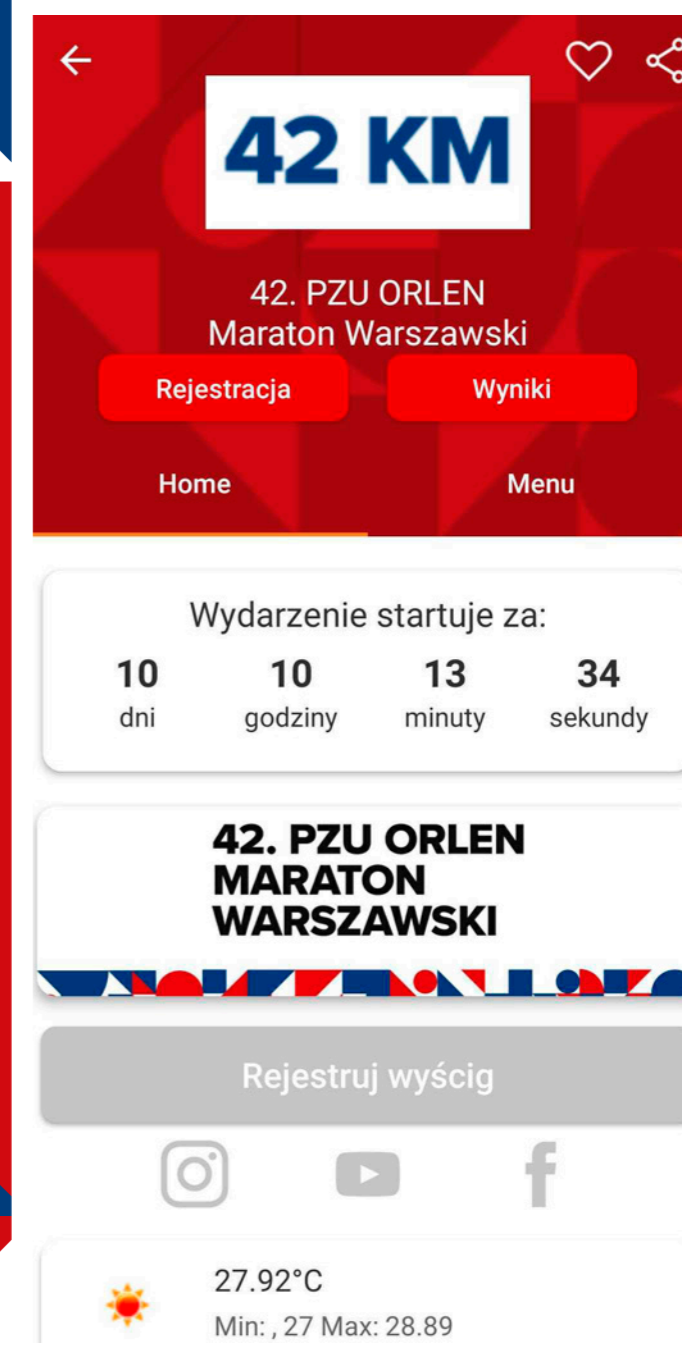 42 KM
42. PZU ORLEN
Maraton Warszawski
Rejestracja
Wyniki
Home
Menu
Wydarzenie startuje za:
10 10 13 34
dni godziny minuty sekundy
42. PZU ORLEN
MARATON
WARSZAWSKI
Rejestruj wyścig
27.92°C
Min: , 27 Max: 28.89